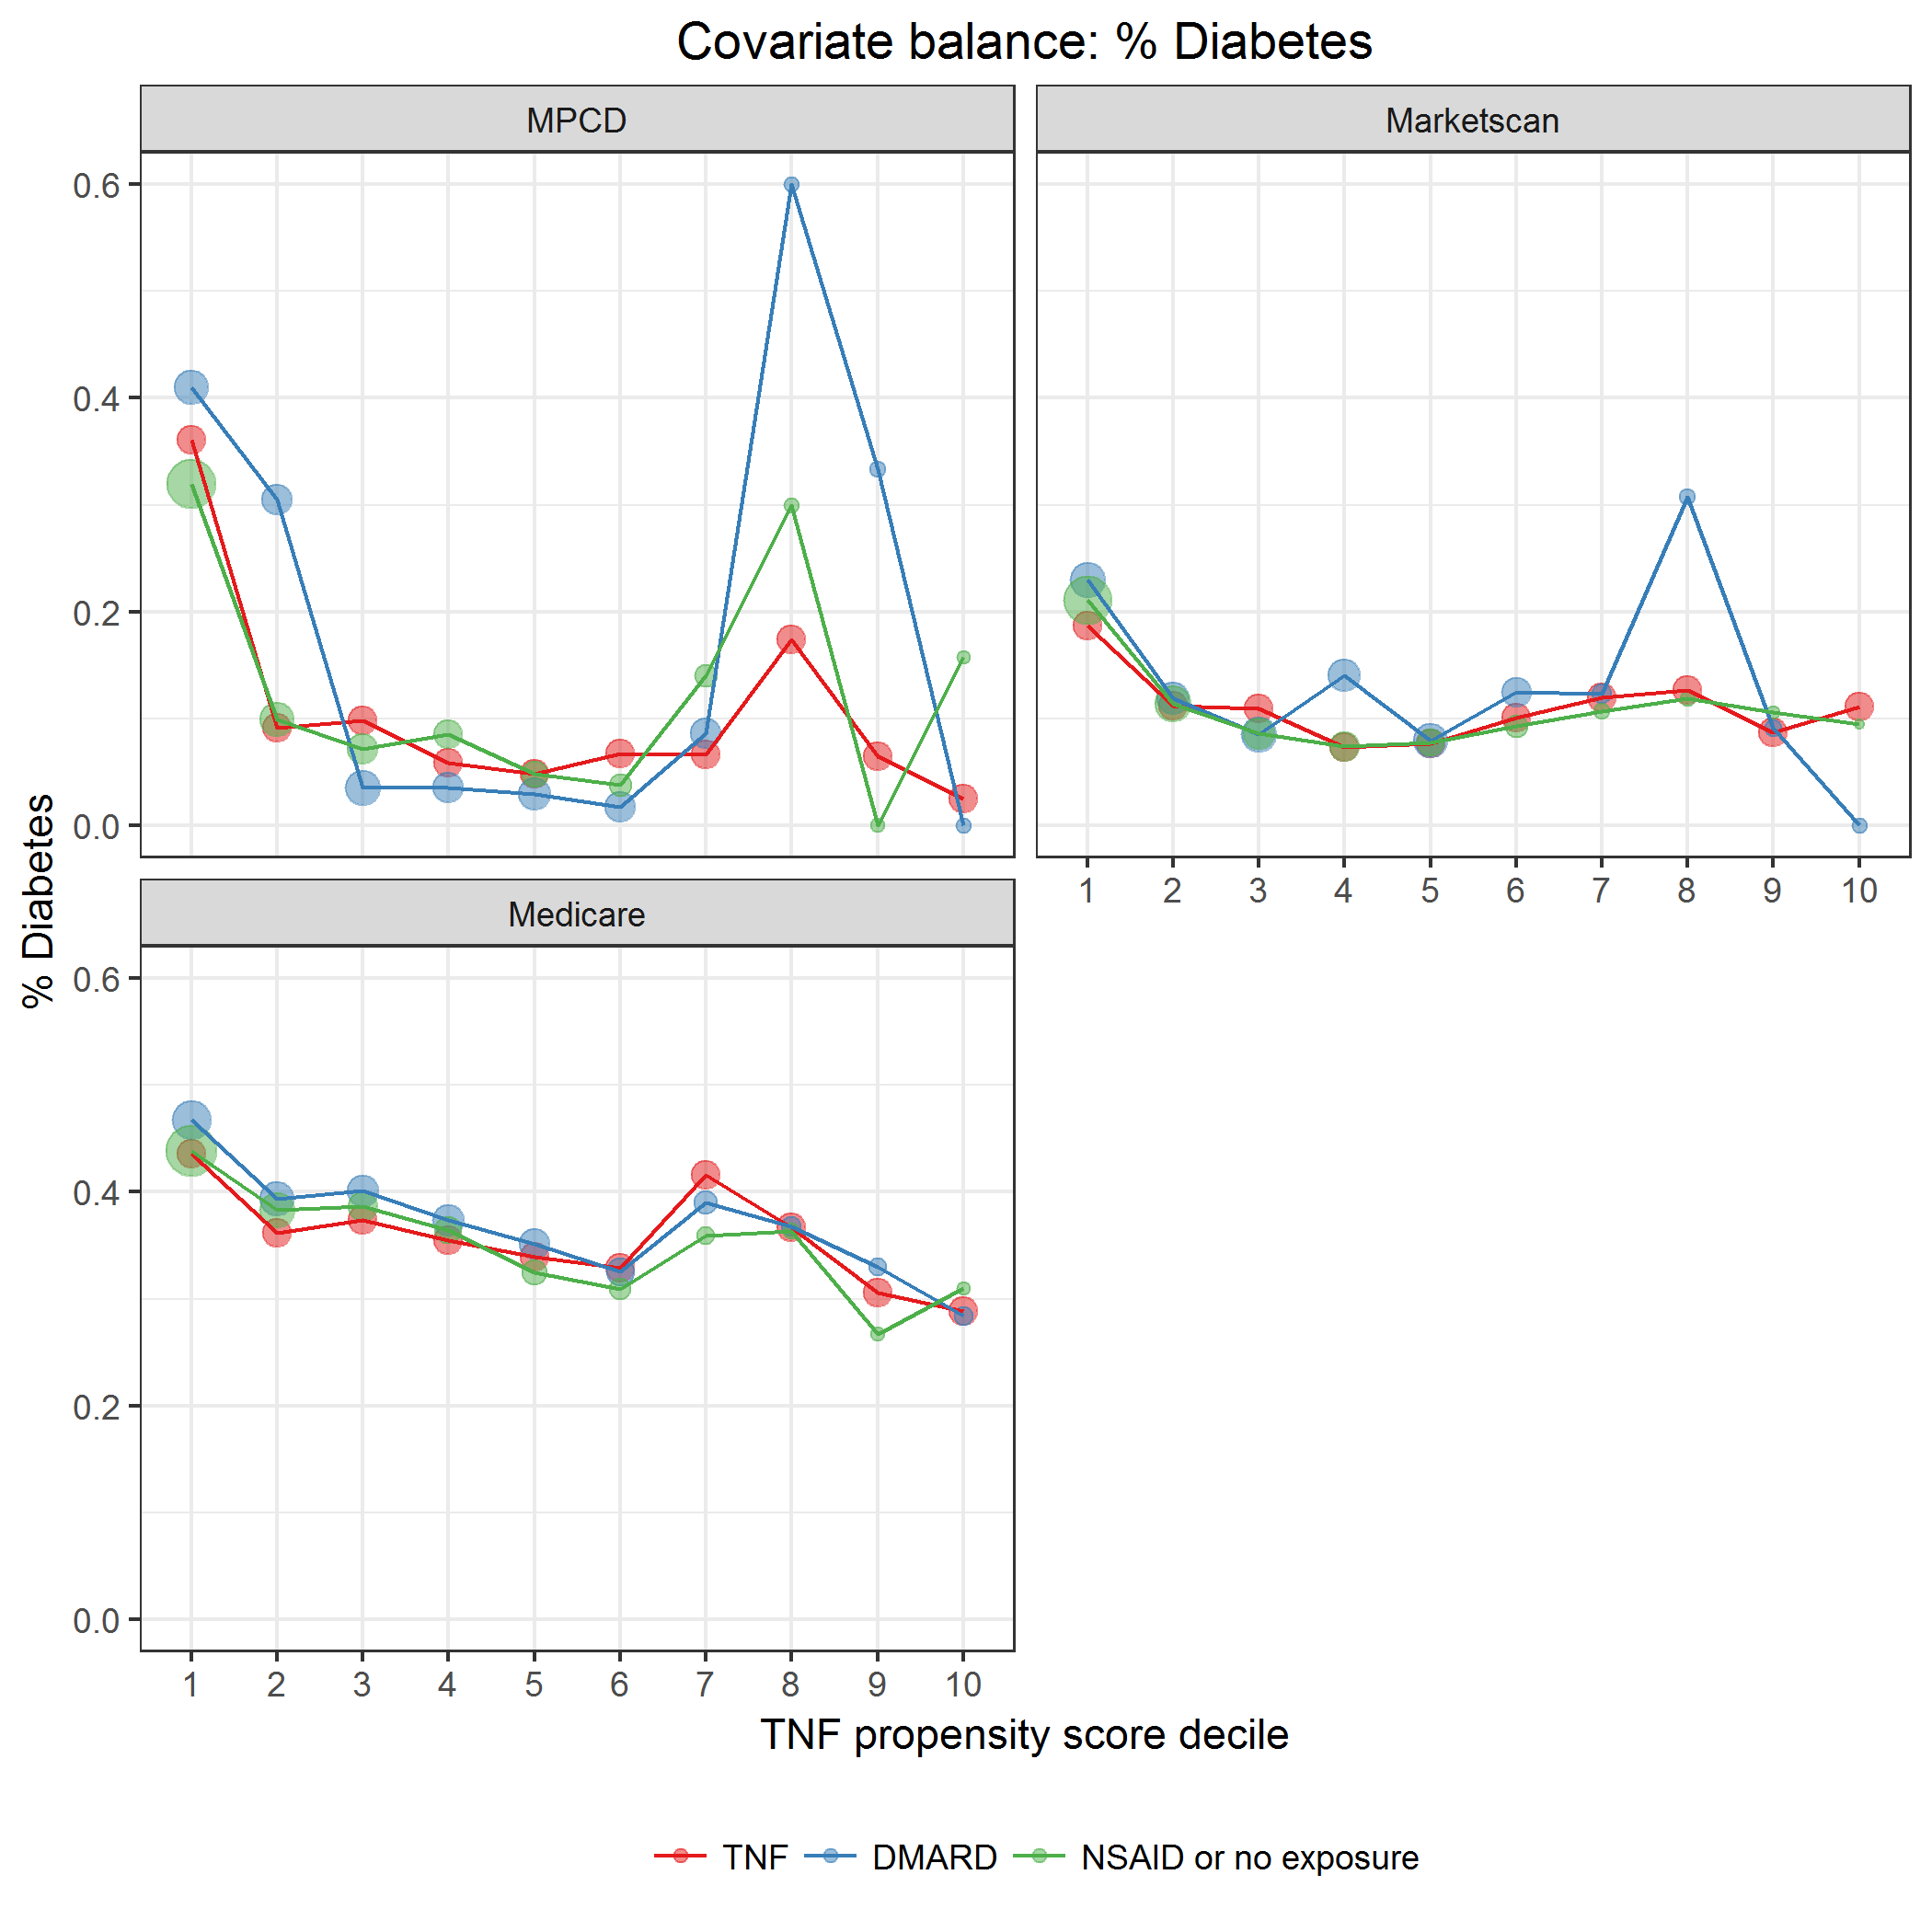 Covariate balance: % Diabetes
MPCD
Marketscan
0.6
0.4
0.2
0.0
1 2 3 4 5 6 7 8 9 10
% Diabetes
Medicare
0.6
0.4
0.2
0.0
1 2 3 4 5 6 7 8 9 10
TNF propensity score decile
TNF DMARD NSAID or no exposure